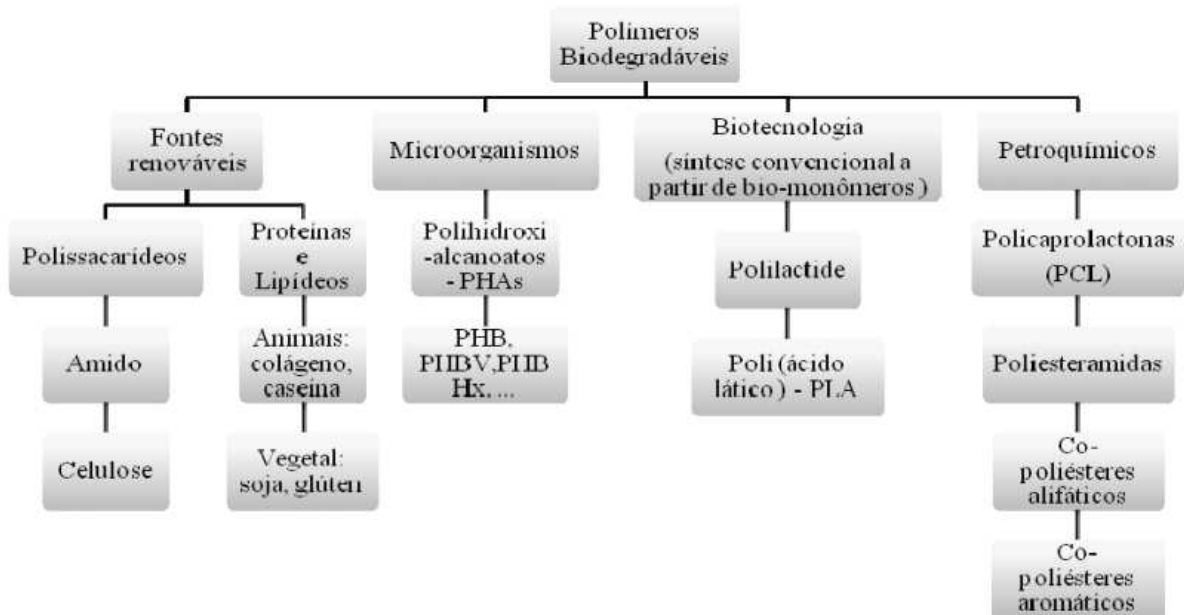 Polímeros
Biodegradáveis
Fontes
renováveis
Microorganismos
Biotecnologia
(síntese convencional a
partir de bio-monômeros )
Petroquímicos
Polissacarídeos
Proteínas
e
Lipídeos
Polihidroxi
-alcanoatos
- PHAs
Polilactide
Policaprolactonas
(PCL)
Amido
Animais:
colágeno,
caseína
PHB,
PHBV,PHB
Hx, ...
Poli (ácido
lático ) - PLA
Poliesteramidas
Celulose
Vegetal:
soja, glúten
Co-
poliésteres
alifáticos
Co-
poliésteres
aromáticos